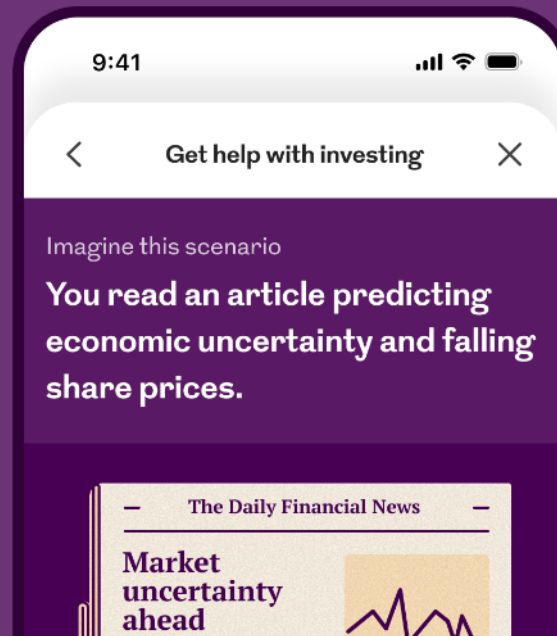 9:41
Get help with investing
Imagine this scenario
You read an article predicting
economic uncertainty and falling
share prices.
The Daily Financial News
Market
uncertainty
ahead